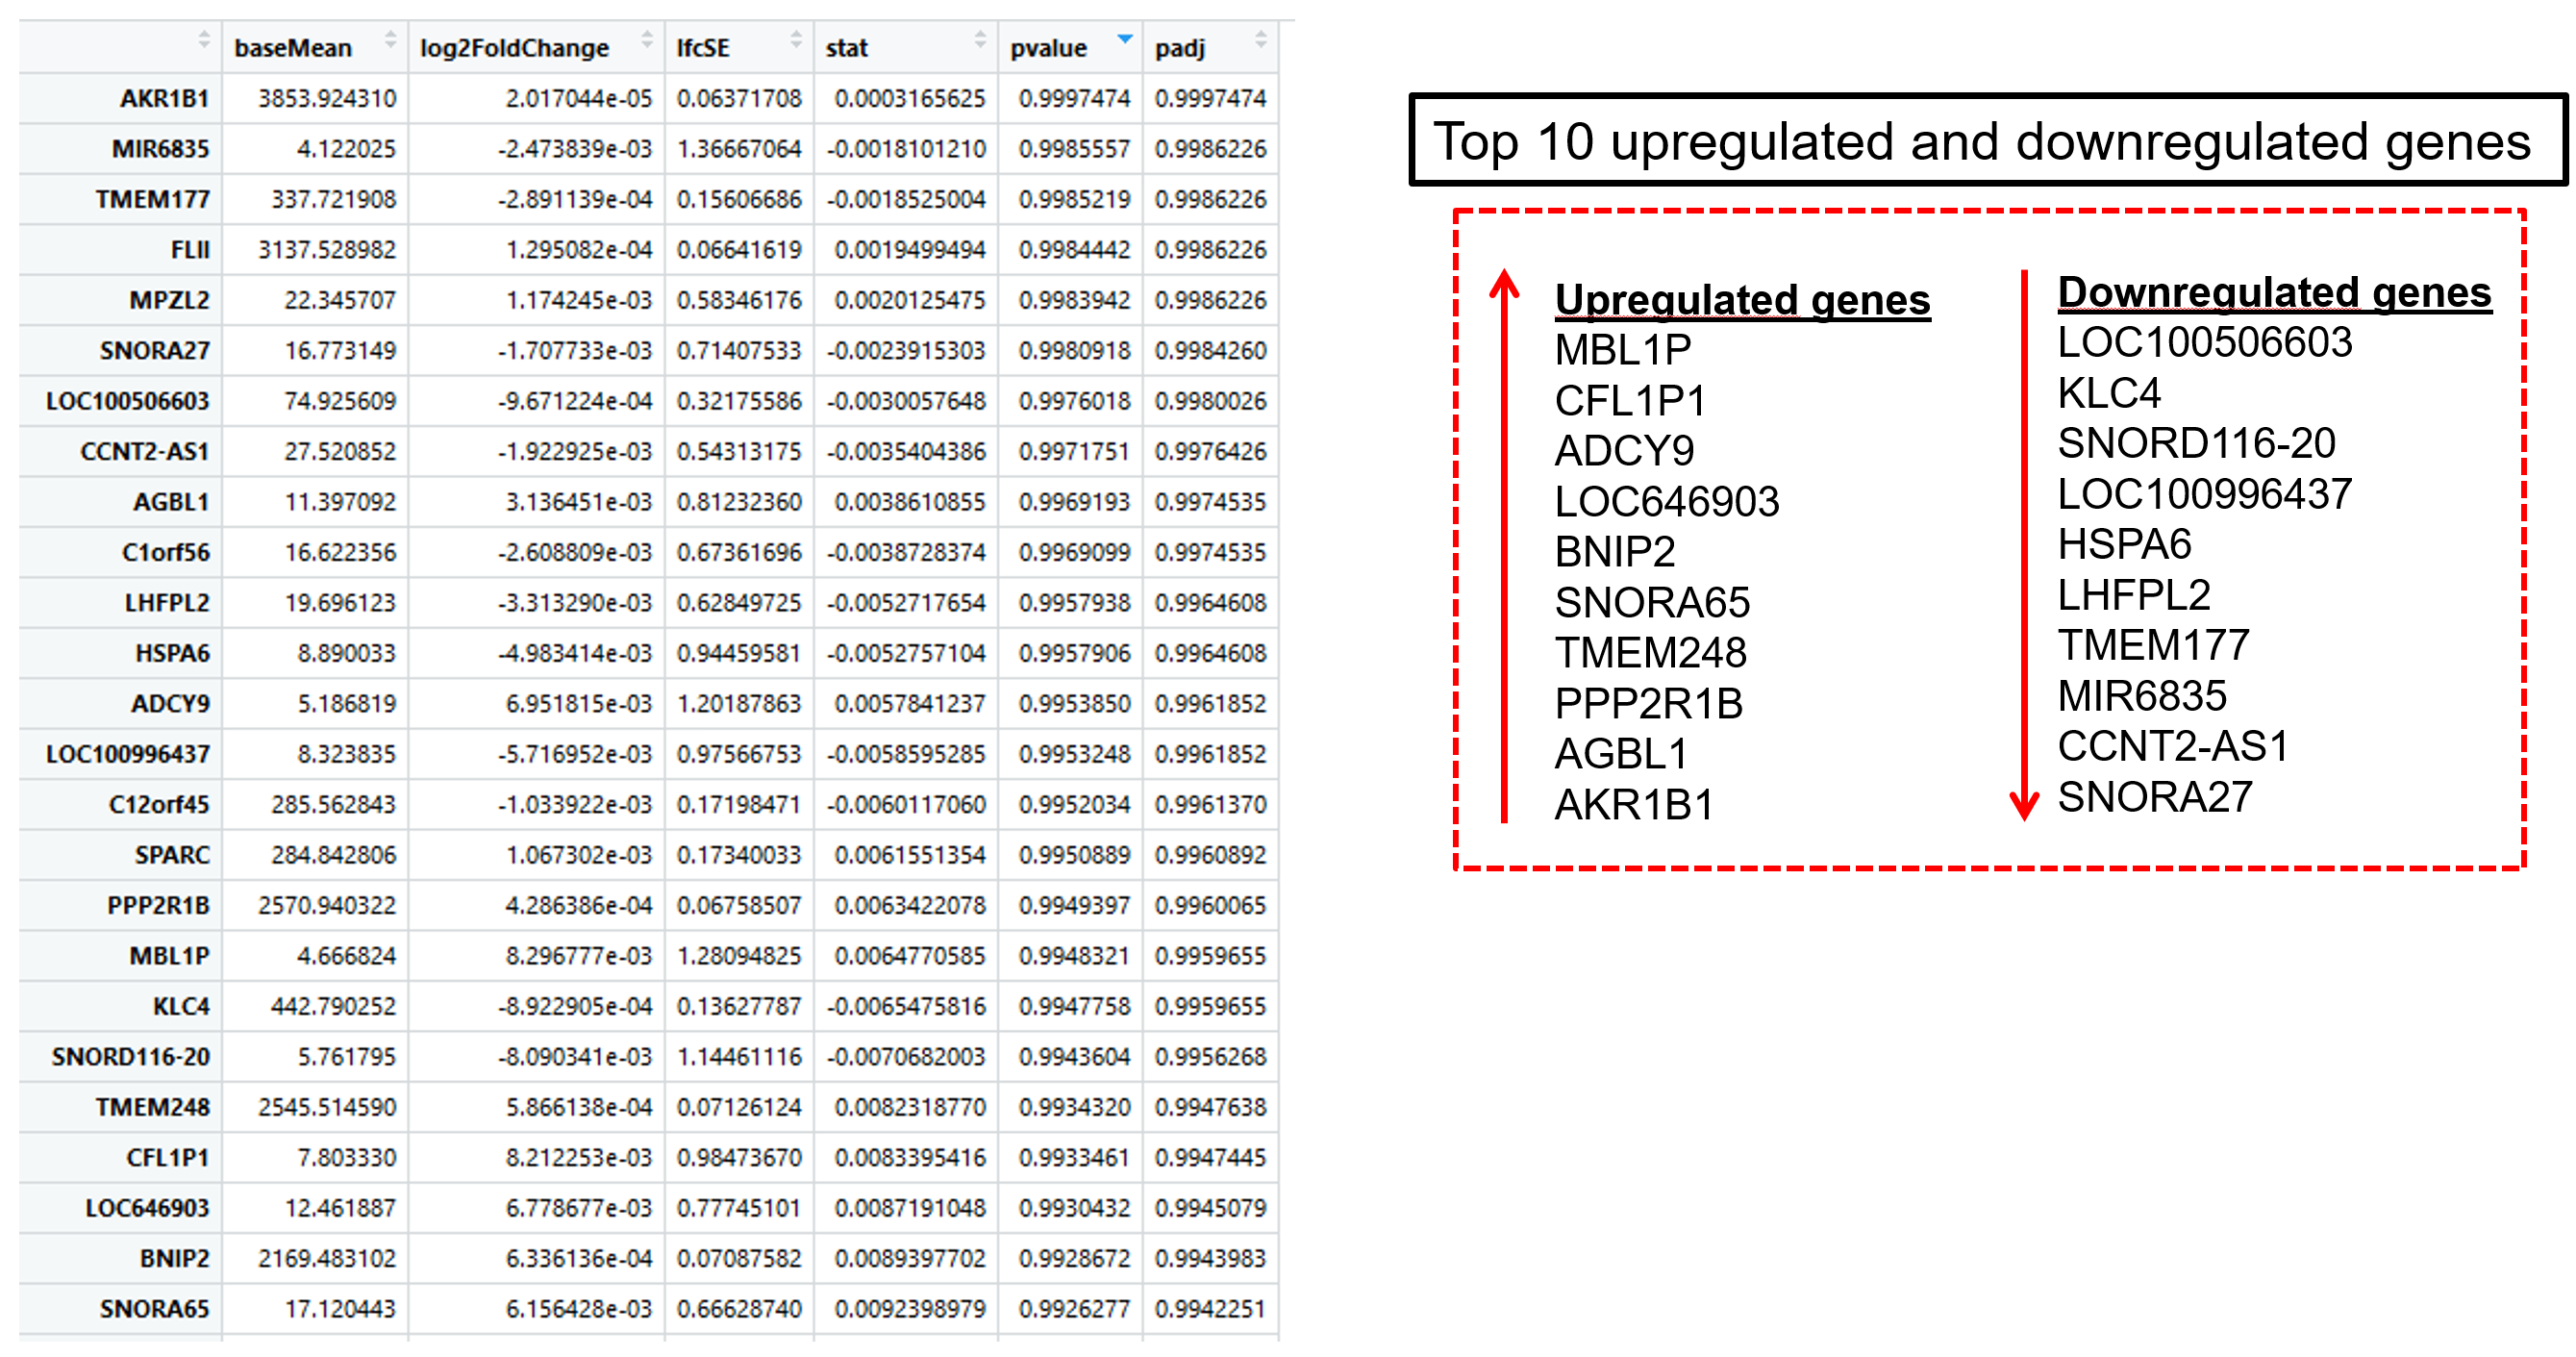 baseMean log2FoldChange lfcSE stat pvalue padj
AKR1B1 3853.924310 2.017044e-05 0.06371708 0.0003165625 0.9997474 0.9997474
MIR6835 4.122025 -2.473839e-03 1.36667064 -0.0018101210 0.9985557 0.9986226
TMEM177 337.721908 -2.891139e-04 0.15606686 -0.0018525004 0.9985219 0.9986226
FLII 3137.528982 1.295082e-04 0.06641619 0.0019499494 0.9984442 0.9986226
MPZL2 22.345707 1.174245e-03 0.58346176 0.0020125475 0.9983942 0.9986226
SNORA27 16.773149 -1.707733e-03 0.71407533 -0.0023915303 0.9980918 0.9984260
LOC100506603 74.925609 -9.671224e-04 0.32175586 -0.0030057648 0.9976018 0.9980026
CCNT2-AS1 27.520852 -1.922925e-03 0.54313175 -0.0035404386 0.9971751 0.9976426
AGBL1 11.397092 3.136451e-03 0.81232360 0.0038610855 0.9969193 0.9974535
C1orf56 16.622356 -2.608809e-03 0.67361696 -0.0038728374 0.9969099 0.9974535
LHFPL2 19.696123 -3.313290e-03 0.62849725 -0.0052717654 0.9957938 0.9964608
HSPA6 8.890033 -4.983414e-03 0.94459581 -0.0052757104 0.9957906 0.9964608
ADCY9 5.186819 6.951815e-03 1.20187863 0.0057841237 0.9953850 0.9961852
LOC100996437 8.323835 -5.716952e-03 0.97566753 -0.0058595285 0.9953248 0.9961852
C12orf45 285.562843 -1.033922e-03 0.17198471 -0.0060117060 0.9952034 0.9961370
SPARC 284.842806 1.067302e-03 0.17340033 0.0061551354 0.9950889 0.9960892
PPP2R1B 2570.940322 4.286386e-04 0.06758507 0.0063422078 0.9949397 0.9960065
MBL1P 4.666824 8.296777e-03 1.28094825 0.0064770585 0.9948321 0.9959655
KLC4 442.790252 -8.922905e-04 0.13627787 -0.0065475816 0.9947758 0.9959655
SNORD116-20 5.761795 -8.090341e-03 1.14461116 -0.0070682003 0.9943604 0.9956268
TMEM248 2545.514590 5.866138e-04 0.07126124 0.0082318770 0.9934320 0.9947638
CFL1P1 7.803330 8.212253e-03 0.98473670 0.0083395416 0.9933461 0.9947445
LOC646903 12.461887 6.778677e-03 0.77745101 0.0087191048 0.9930432 0.9945079
BNIP2 2169.483102 6.336136e-04 0.07087582 0.0089397702 0.9928672 0.9943983
SNORA65 17.120443 6.156428e-03 0.66628740 0.0092398979 0.9926277 0.9942251
Top 10 upregulated and downregulated genes
Upregulated genes
MBL1P
CFL1P1
ADCY9
LOC646903
BNIP2
SNORA65
TMEM248
PPP2R1B
AGBL1
AKR1B1
Downregulated genes
LOC100506603
KLC4
SNORD116-20
LOC100996437
HSPA6
LHFPL2
TMEM177
MIR6835
CCNT2-AS1
SNORA27